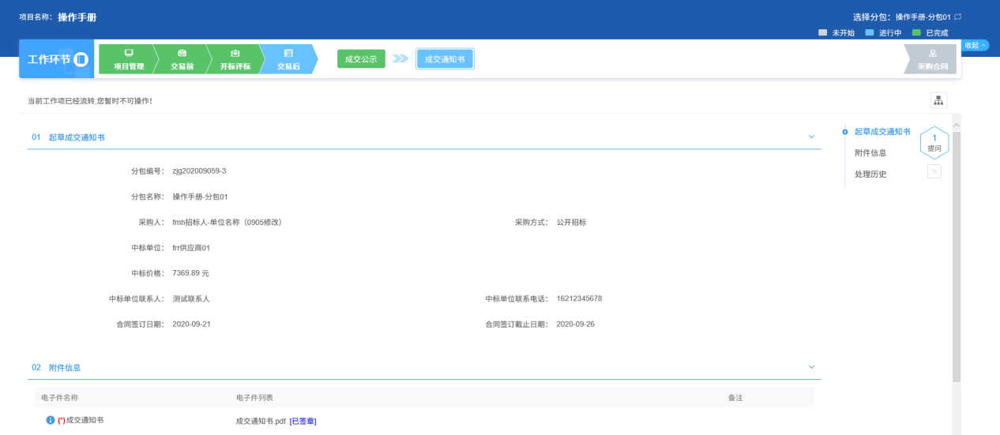 项目名称： 操作手册
选择分包：操作手册-分包01
未开始 进行中 已完成
收起
工作环节
项目管理 交易前 开标评标 交易后
成交公示 成交通知书
采购合同
当前工作项已经流转,您暂时不可操作!
01 起草成交通知书
起草成交通知书
附件信息
处理历史
1
提问
分包编号： zjg202009059-3
分包名称： 操作手册-分包01
采购人： fmh招标人-单位名称（0905修改） 采购方式： 公开招标
中标单位： frr供应商01
中标价格： 7369.89 元
中标单位联系人： 测试联系人 中标单位联系电话： 16212345678
合同签订日期： 2020-09-21 合同签订截止日期： 2020-09-26
02 附件信息
电子件名称 电子件列表 备注
(*)成交通知书 成交通知书.pdf [已签章]